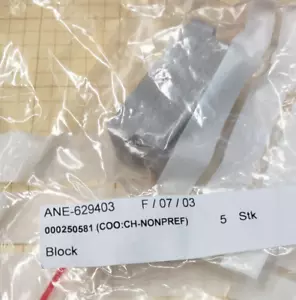 ANE-629403 F / 07 / 03
000250581 (COO:CH-NONPREF) 5 Stk
Block